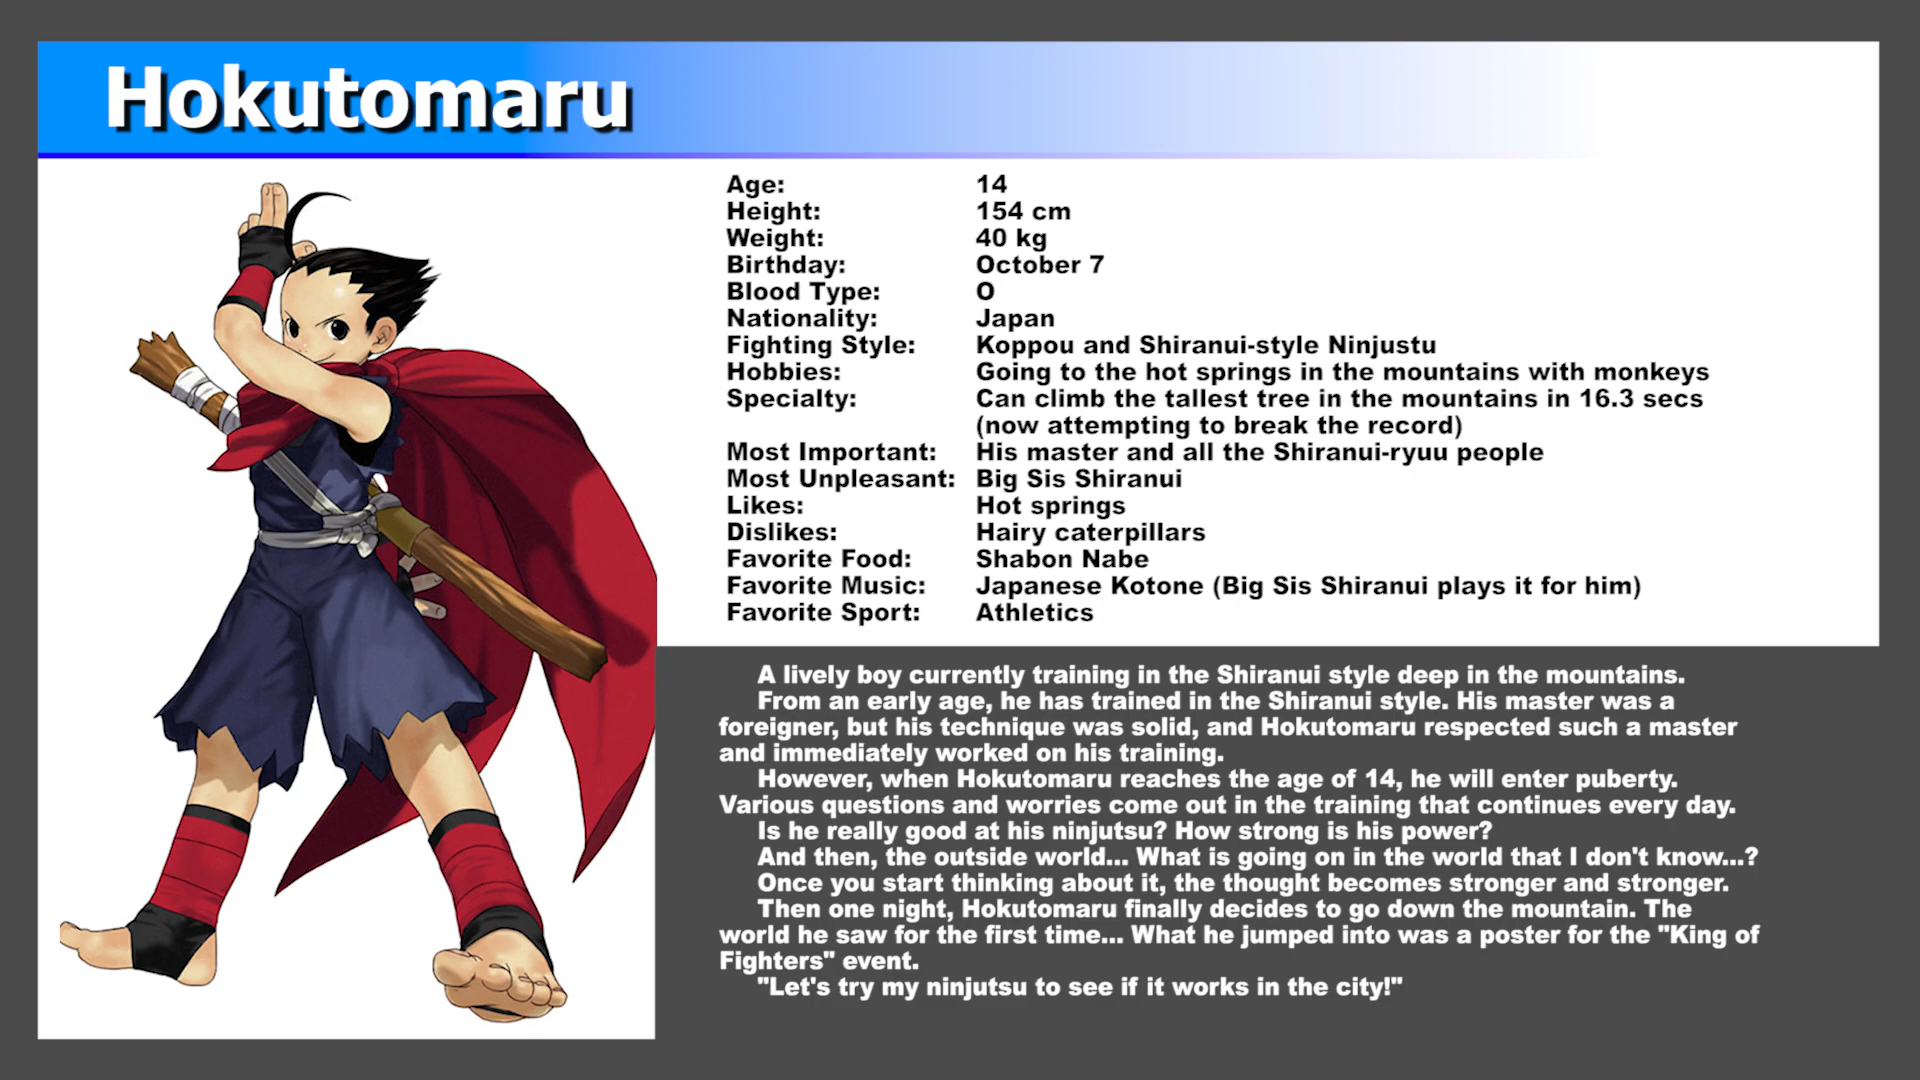 Hokutomaru
Age: 14
Height: 154 cm
Weight: 40 kg
Birthday: October 7
Blood Type: O
Nationality: Japan
Fighting Style: Koppou and Shiranui-style Ninjustu
Hobbies: Going to the hot springs in the mountains with monkeys
Specialty: Can climb the tallest tree in the mountains in 16.3 secs
(now attempting to break the record)
Most Important: His master and all the Shiranui-ryuu people
Most Unpleasant: Big Sis Shiranui
Likes: Hot springs
Dislikes: Hairy caterpillars
Favorite Food: Shabon Nabe
Favorite Music: Japanese Kotone (Big Sis Shiranui plays it for him)
Favorite Sport: Athletics
A lively boy currently training in the Shiranui style deep in the mountains.
From an early age, he has trained in the Shiranui style. His master was a
foreigner, but his technique was solid, and Hokutomaru respected such a master
and immediately worked on his training.
However, when Hokutomaru reaches the age of 14, he will enter puberty.
Various questions and worries come out in the training that continues every day.
Is he really good at his ninjutsu? How strong is his power?
And then, the outside world... What is going on in the world that I don't know...?
Once you start thinking about it, the thought becomes stronger and stronger.
Then one night, Hokutomaru finally decides to go down the mountain. The
world he saw for the first time... What he jumped into was a poster for the "King of
Fighters" event.
"Let's try my ninjutsu to see if it works in the city!"